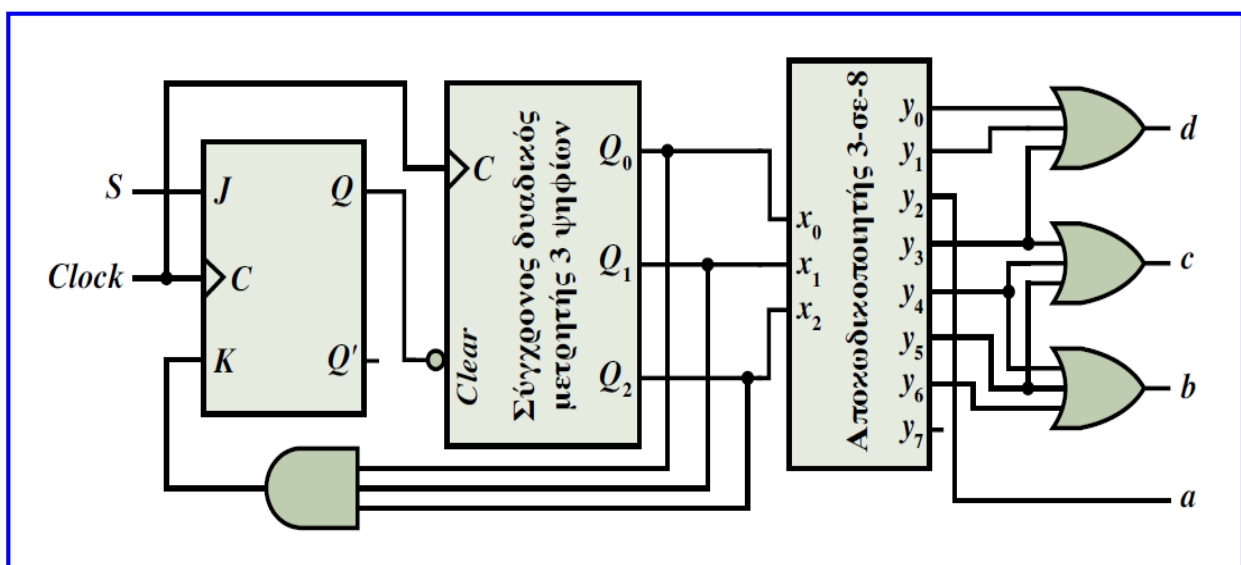 S
Clock
J
C
K
Q
Q'
C
Clear
Σύγχρονος δυαδικός
μετρητής 3 ψηφίων
Q₀
Q₁
Q₂
x₀
x₁
x₂
Αποκωδικοποιητής 3-σε-8
y₀
y₁
y₂
y₃
y₄
y₅
y₆
y₇
d
c
b
a